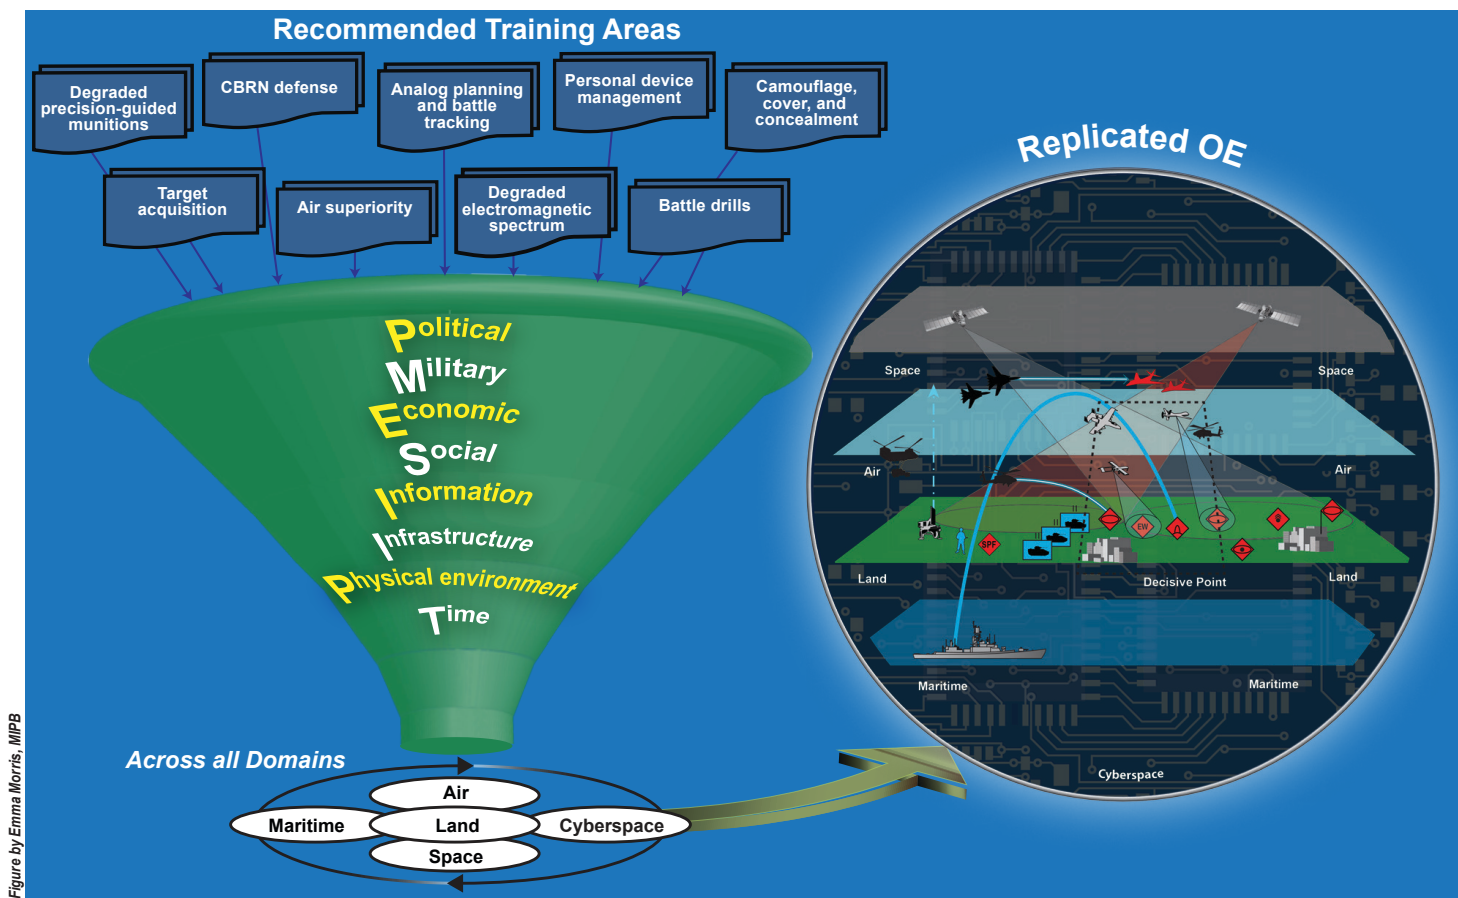 Recommended Training Areas
Degraded
precision-guided
munitions
CBRN defense
Analog planning
and battle
tracking
Personal device
management
Camouflage,
cover, and
concealment
Target
acquisition
Air superiority
Degraded
electromagnetic
spectrum
Battle drills
Political
Military
Economic
Social
Information
Infrastructure
Physical environment
Time
Across all Domains
Air
Maritime
Land
Cyberspace
Space
Replicated OE
Space
Space
Air
Air
SPF
EW
Land
Decisive Point
Land
Maritime
Maritime
Cyberspace
Figure by Emma Morris, MIPB